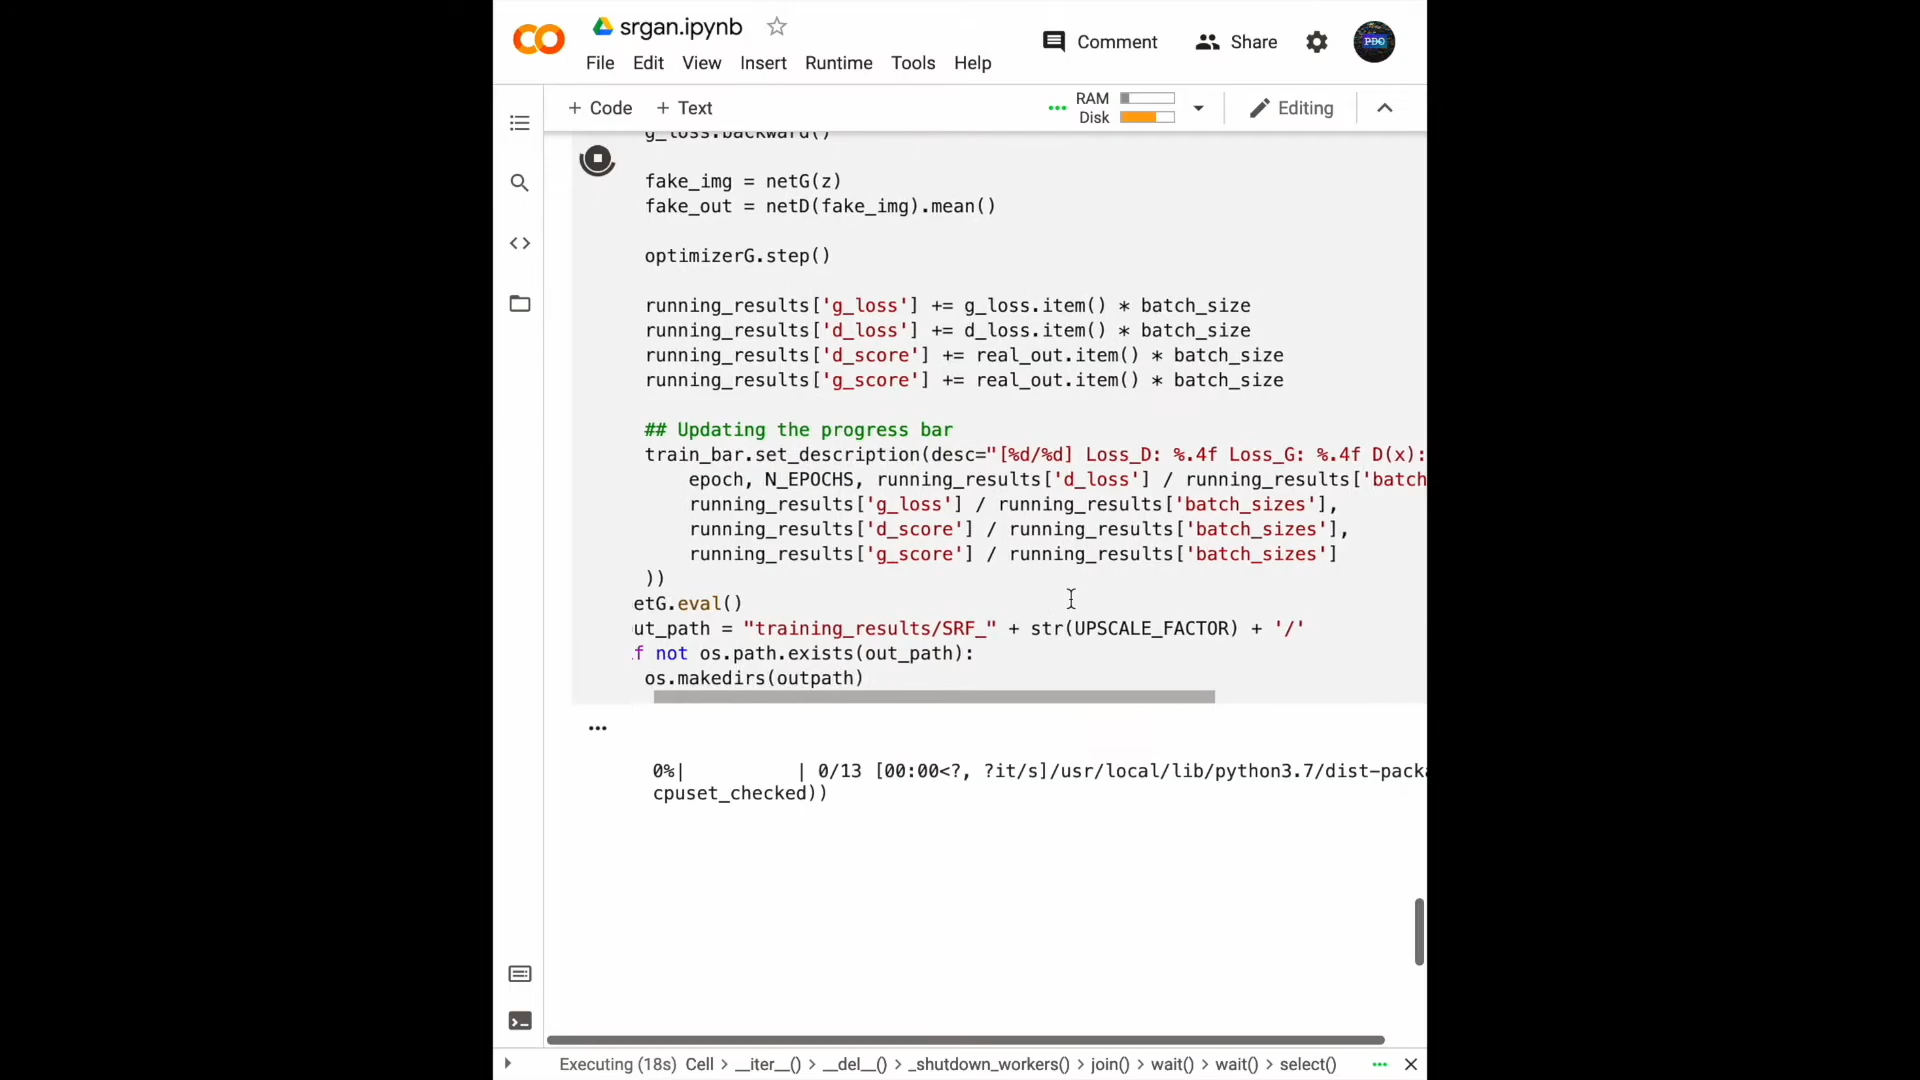 srgan.ipynb
Comment
Share
PDO
File Edit View Insert Runtime Tools Help
+ Code + Text
RAM
Disk
Editing
g_loss.backward()
fake_img = netG(z)
fake_out = netD(fake_img).mean()
optimizerG.step()
running_results['g_loss'] += g_loss.item() * batch_size
running_results['d_loss'] += d_loss.item() * batch_size
running_results['d_score'] += real_out.item() * batch_size
running_results['g_score'] += real_out.item() * batch_size
## Updating the progress bar
train_bar.set_description(desc="[%d/%d] Loss_D: %.4f Loss_G: %.4f D(x):
epoch, N_EPOCHS, running_results['d_loss'] / running_results['batch
running_results['g_loss'] / running_results['batch_sizes'],
running_results['d_score'] / running_results['batch_sizes'],
running_results['g_score'] / running_results['batch_sizes']
))
etG.eval()
ut_path = "training_results/SRF_" + str(UPSCALE_FACTOR) + '/'
f not os.path.exists(out_path):
os.makedirs(outpath)
0%| | 0/13 [00:00<?, ?it/s]/usr/local/lib/python3.7/dist-packa
cpuset_checked))
Executing (18s) Cell > __iter__() > __del__() > _shutdown_workers() > join() > wait() > wait() > select()